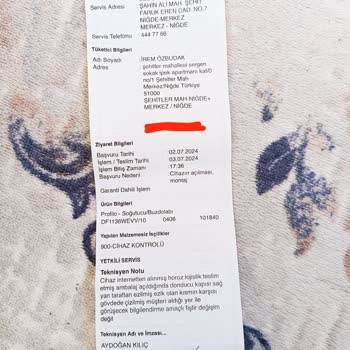 Servis Adresi : ŞAHİN ALİ MAH. ŞEHİT
FARUK EREN CAD. NO.7
NİĞDE-MERKEZ
MERKEZ - NİĞDE
Servis Telefonu : 444 77 66
Tüketici Bilgileri
Adı Soyadı : İREM ÖZBUDAK
Adres : şehitler mahallesi sergen
sokak ipek apartmanı kat/0
no/1 Şehitler Mah
Merkez/Niğde Türkiye
51000
ŞEHİTLER MAH-NİĞDE+
MERKEZ / NİĞDE
Ziyaret Bilgileri
Başvuru Tarihi : 02.07.2024
İşlem / Teslim Tarihi : 03.07.2024
İşlem Bitiş Zamanı : 17:36
Başvuru Nedeni : Cihazın açılması,
montaj
Garanti Dahili İşlem
Ürün Bilgileri
Profilo - Soğutucu/Buzdolabı
DF1136WEVV/10 0406 101840
Yapılan Malzemesiz İşçilikler
900-CİHAZ KONTROLÜ
YETKİLİ SERVİS
Teknisyen Notu
Cihaz internetten alınmış horoz lojistik teslim
etmiş ambalaj açıldığında dondurucu kapısı sağ
yan taraftan ezilmiş ezik olan kısmın karşısı
gövdede çizilmiş müşteri aldığı yer ile
görüşecek bilgilendirme amaçlı fiştir değişim
değil
Teknisyen Adı ve İmzası...
AYDOĞAN KILIÇ